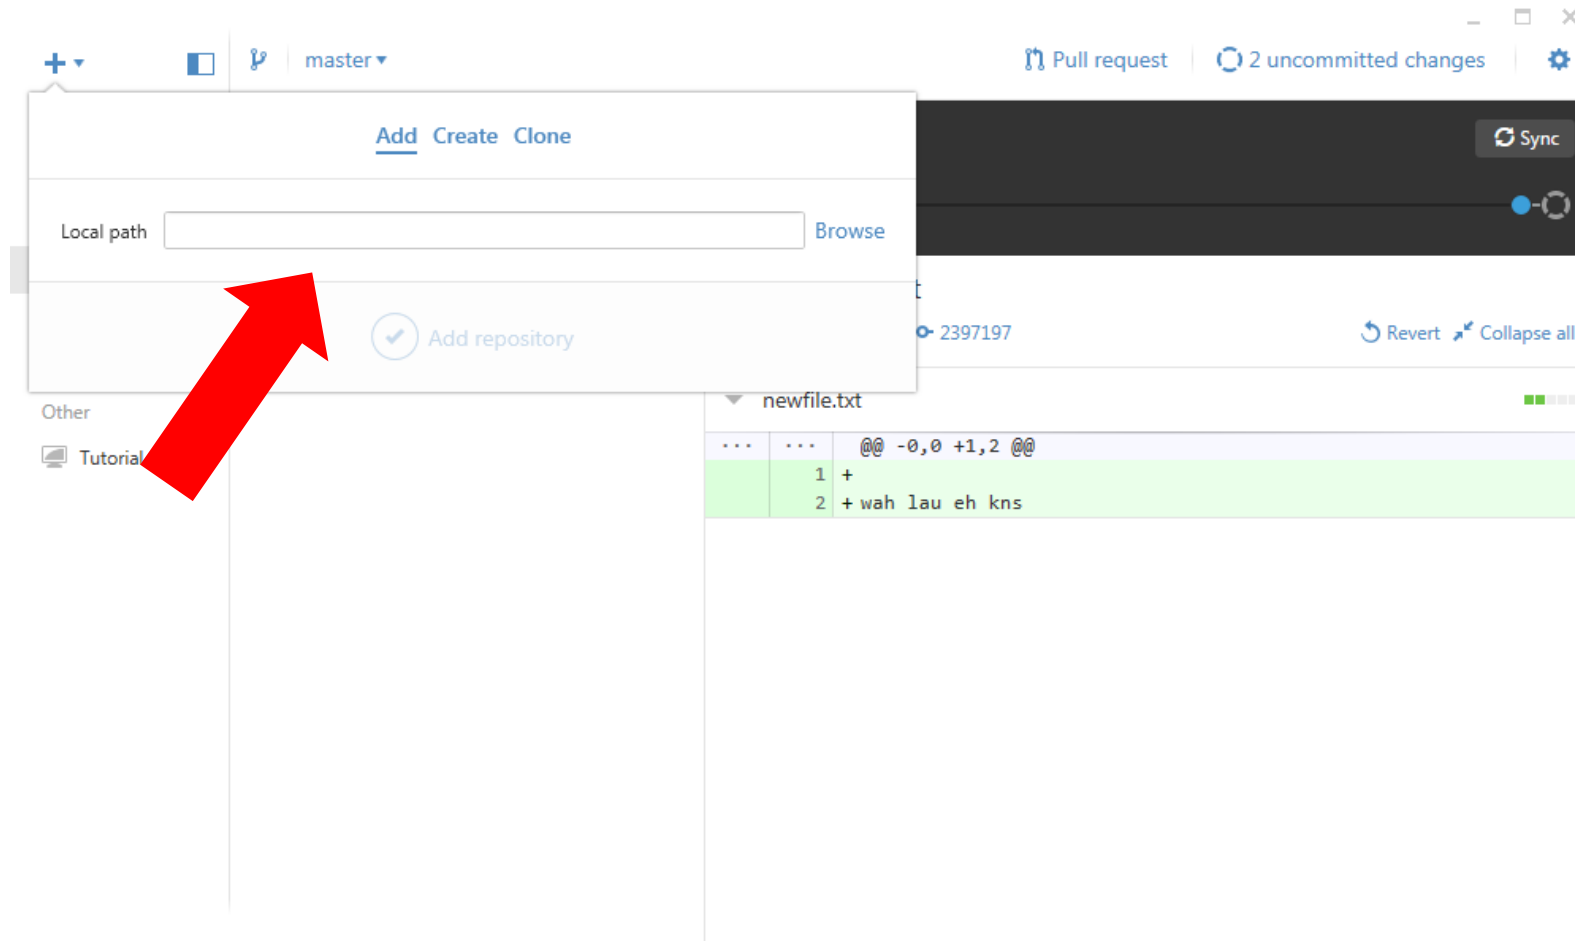 master
Pull request
2 uncommitted changes
Add Create Clone
Sync
Local path
Browse
2397197
Revert
Collapse all
Add repository
newfile.txt
Other
Tutorial
... ... @@ -0,0 +1,2 @@
1 +
2 + wah lau eh kns